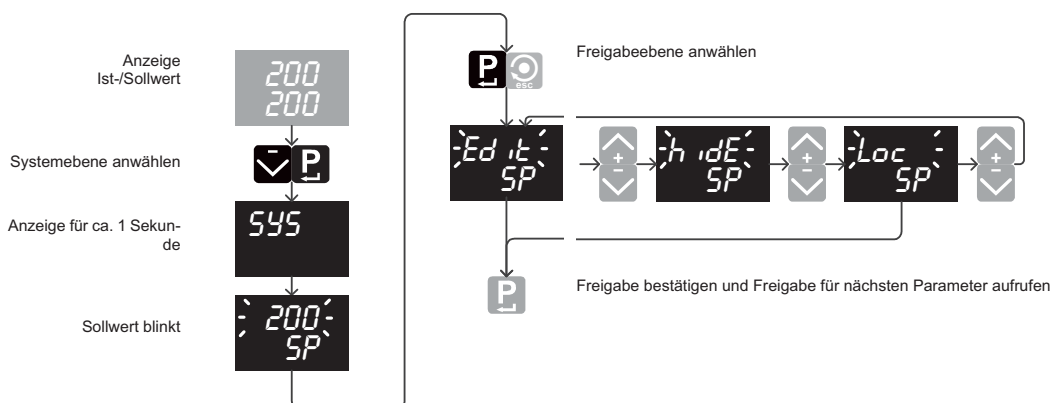 Anzeige
Ist-/Sollwert
200
200
Systemebene anwählen
- P
Anzeige für ca. 1 Sekun-
de
SYS
Sollwert blinkt
200
SP
P esc
Freigabeebene anwählen
Edit
SP
+
-
hidE
SP
+
-
Loc
SP
+
-
P
Freigabe bestätigen und Freigabe für nächsten Parameter aufrufen